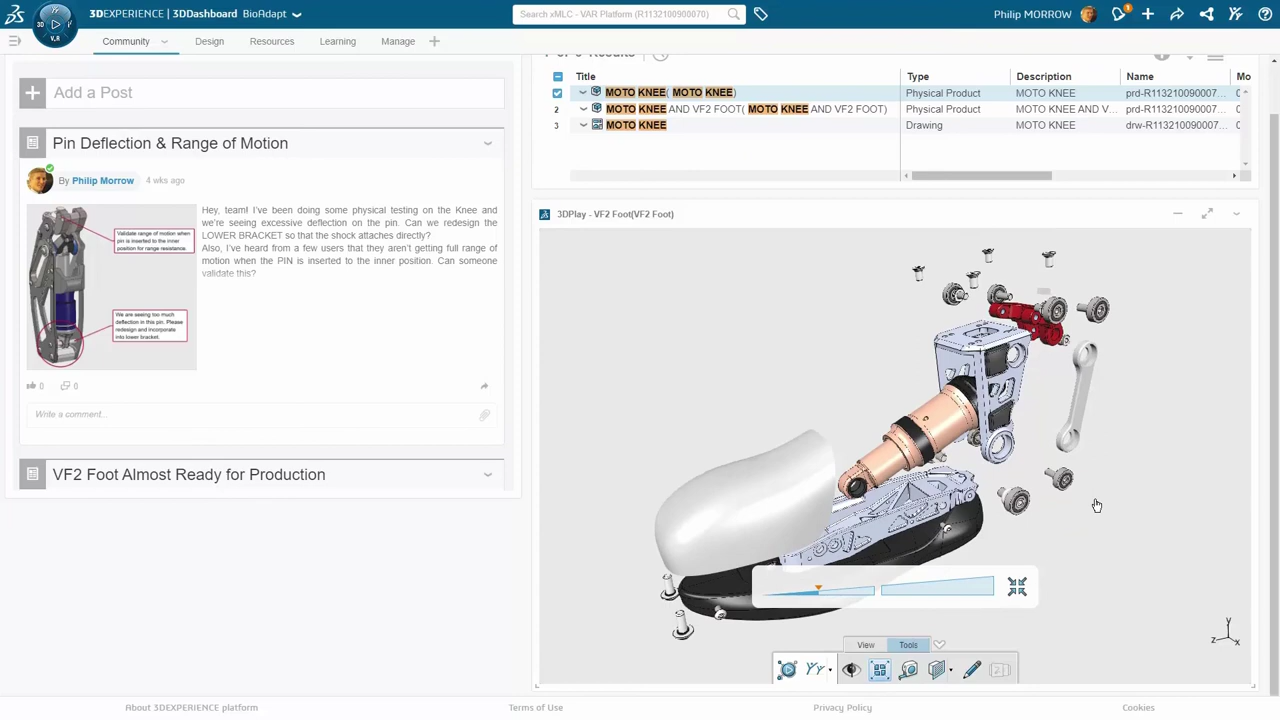 3DEXPERIENCE | 3DDashboard BioAdapt
Search xMLC - VAR Platform (R1132100900070)
Philip MORROW
1
V.R
Community
Design
Resources
Learning
Manage
Add a Post
Pin Deflection & Range of Motion
By Philip Morrow 4 wks ago
Validate range of motion when
pin is inserted to the inner
position for range resistance.
We are seeing too much
deflection in this pin. Please
redesign and incorporate
into lower bracket.
Hey, team! I've been doing some physical testing on the Knee and
we're seeing excessive deflection on the pin. Can we redesign the
LOWER BRACKET so that the shock attaches directly?
Also, I've heard from a few users that they aren't getting full range of
motion when the PIN is inserted to the inner position. Can someone
validate this?
0 0
Write a comment...
VF2 Foot Almost Ready for Production
Title Type Description Name Mo
MOTO KNEE( MOTO KNEE) Physical Product MOTO KNEE prd-R113210090007...
2 MOTO KNEE AND VF2 FOOT( MOTO KNEE AND VF2 FOOT) Physical Product MOTO KNEE AND V... prd-R113210090007...
3 MOTO KNEE Drawing MOTO KNEE drw-R113210090007...
3DPlay - VF2 Foot(VF2 Foot)
y
z x
View Tools
About 3DEXPERIENCE platform
Terms of Use
Privacy Policy
Cookies